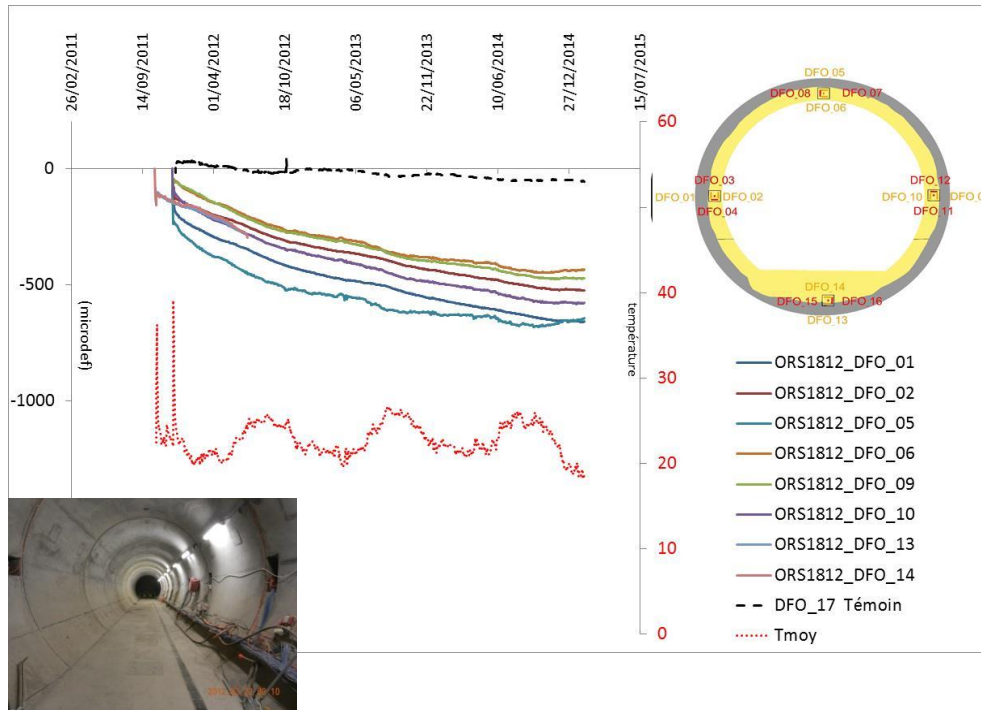 26/02/2011
14/09/2011
01/04/2012
18/10/2012
06/05/2013
22/11/2013
10/06/2014
27/12/2014
15/07/2015
0
-500
-1000
(microdef)
60
40
30
20
10
0
température
DFO_05
DFO_08 DFO_07
DFO_06
DFO_03 DFO_12
DFO_01 DFO_02 DFO_10
DFO_04 DFO_11
DFO_14
DFO_15 DFO_16
DFO_13
ORS1812_DFO_01
ORS1812_DFO_02
ORS1812_DFO_05
ORS1812_DFO_06
ORS1812_DFO_09
ORS1812_DFO_10
ORS1812_DFO_13
ORS1812_DFO_14
DFO_17 Témoin
Tmoy